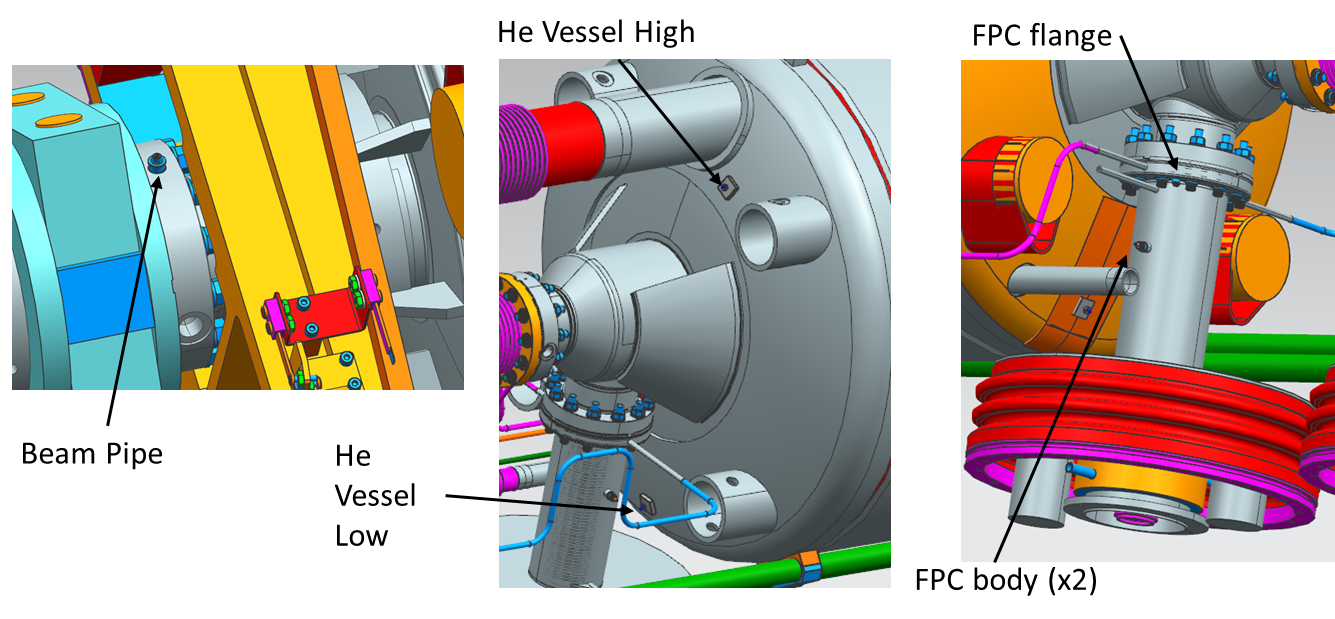 He Vessel High
FPC flange
Beam Pipe
He
Vessel
Low
FPC body (x2)